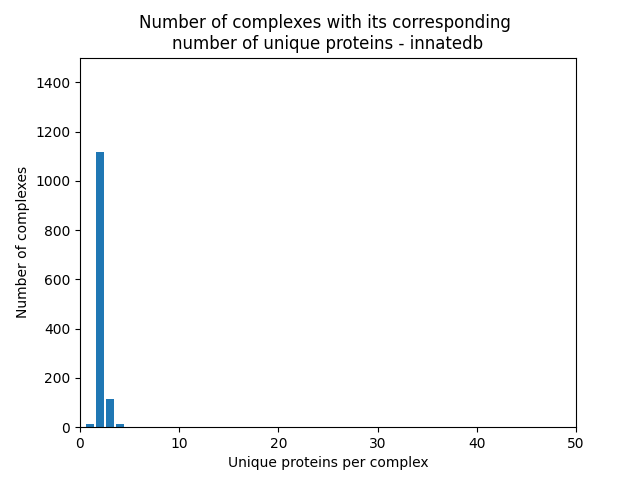 Number of complexes with its corresponding
number of unique proteins - innatedb
1400
1200
1000
800
600
400
200
0
0 10 20 30 40 50
Number of complexes
Unique proteins per complex